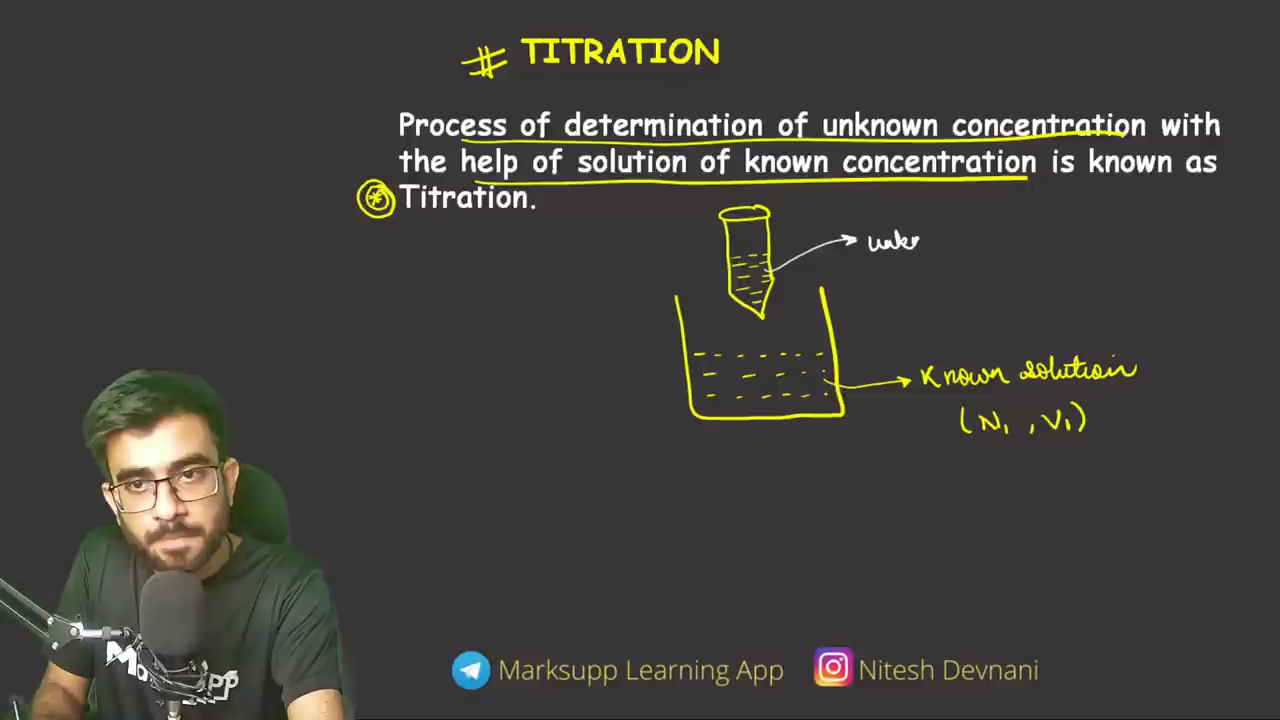 # TITRATION
Process of determination of unknown concentration with
the help of solution of known concentration is known as
Titration.
Known solution
(N₁, V₁)
Marksupp Learning App
Nitesh Devnani